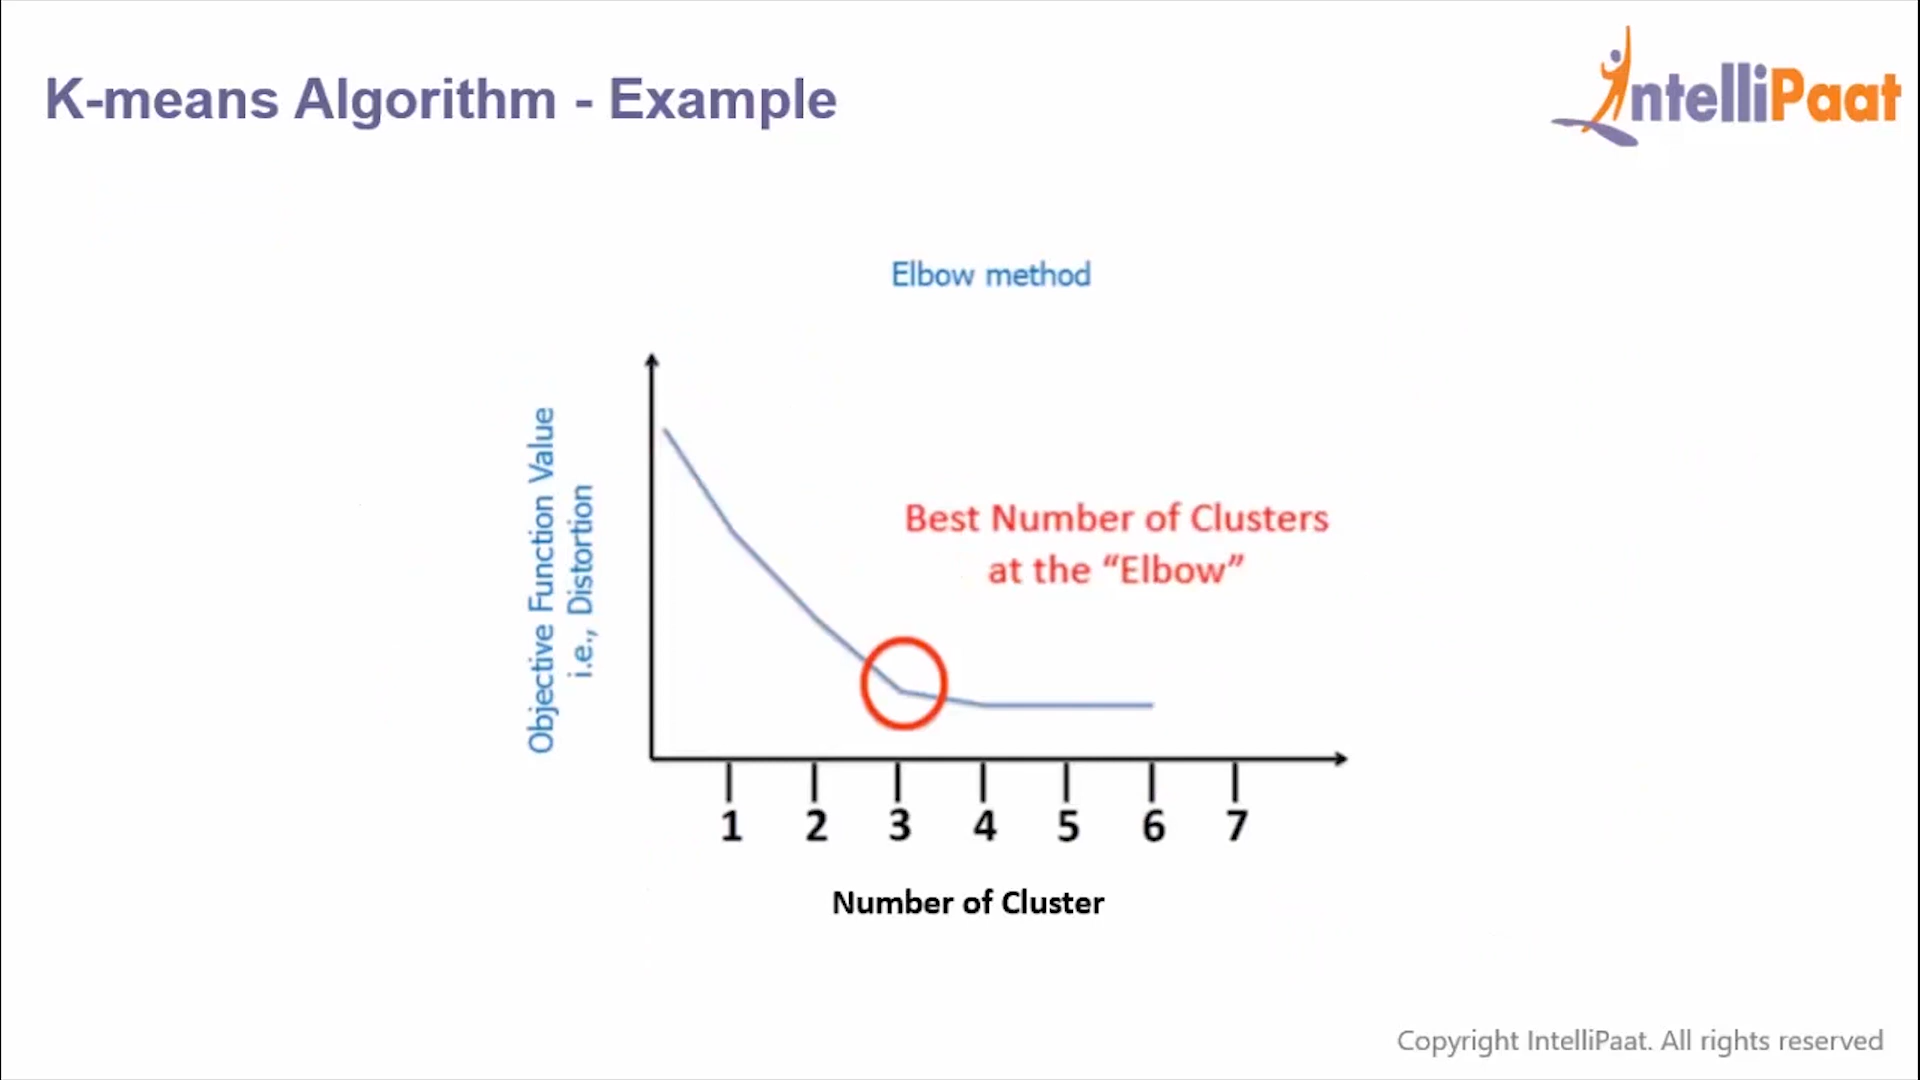 K-means Algorithm - Example
IntelliPaat
Elbow method
Objective Function Value
i.e., Distortion
Best Number of Clusters
at the “Elbow”
1 2 3 4 5 6 7
Number of Cluster
Copyright IntelliPaat. All rights reserved